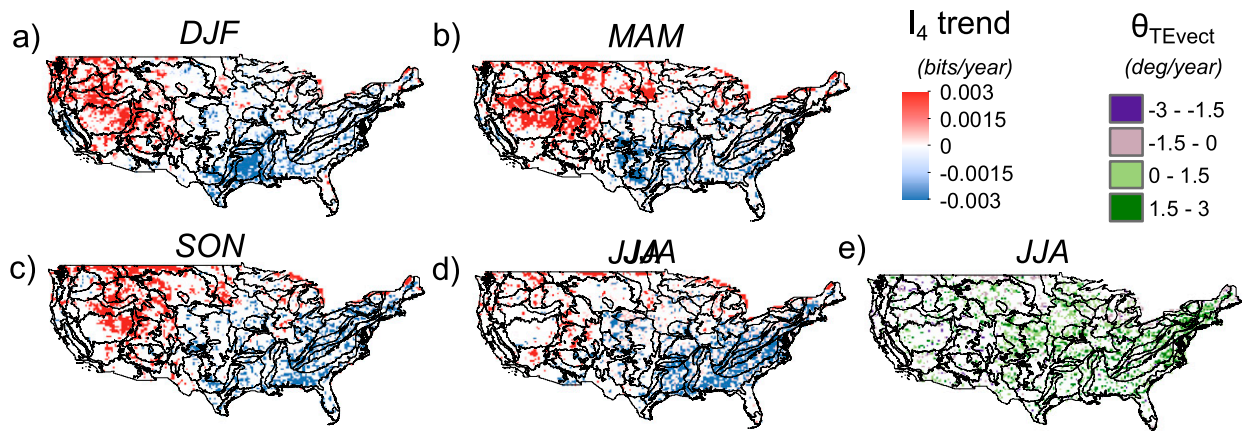 a) DJF
b) MAM
I₄ trend
(bits/year)
0.003
0.0015
0
-0.0015
-0.003
θTEvect
(deg/year)
-3 - -1.5
-1.5 - 0
0 - 1.5
1.5 - 3
c) SON
d) JJA
JJA
e) JJA